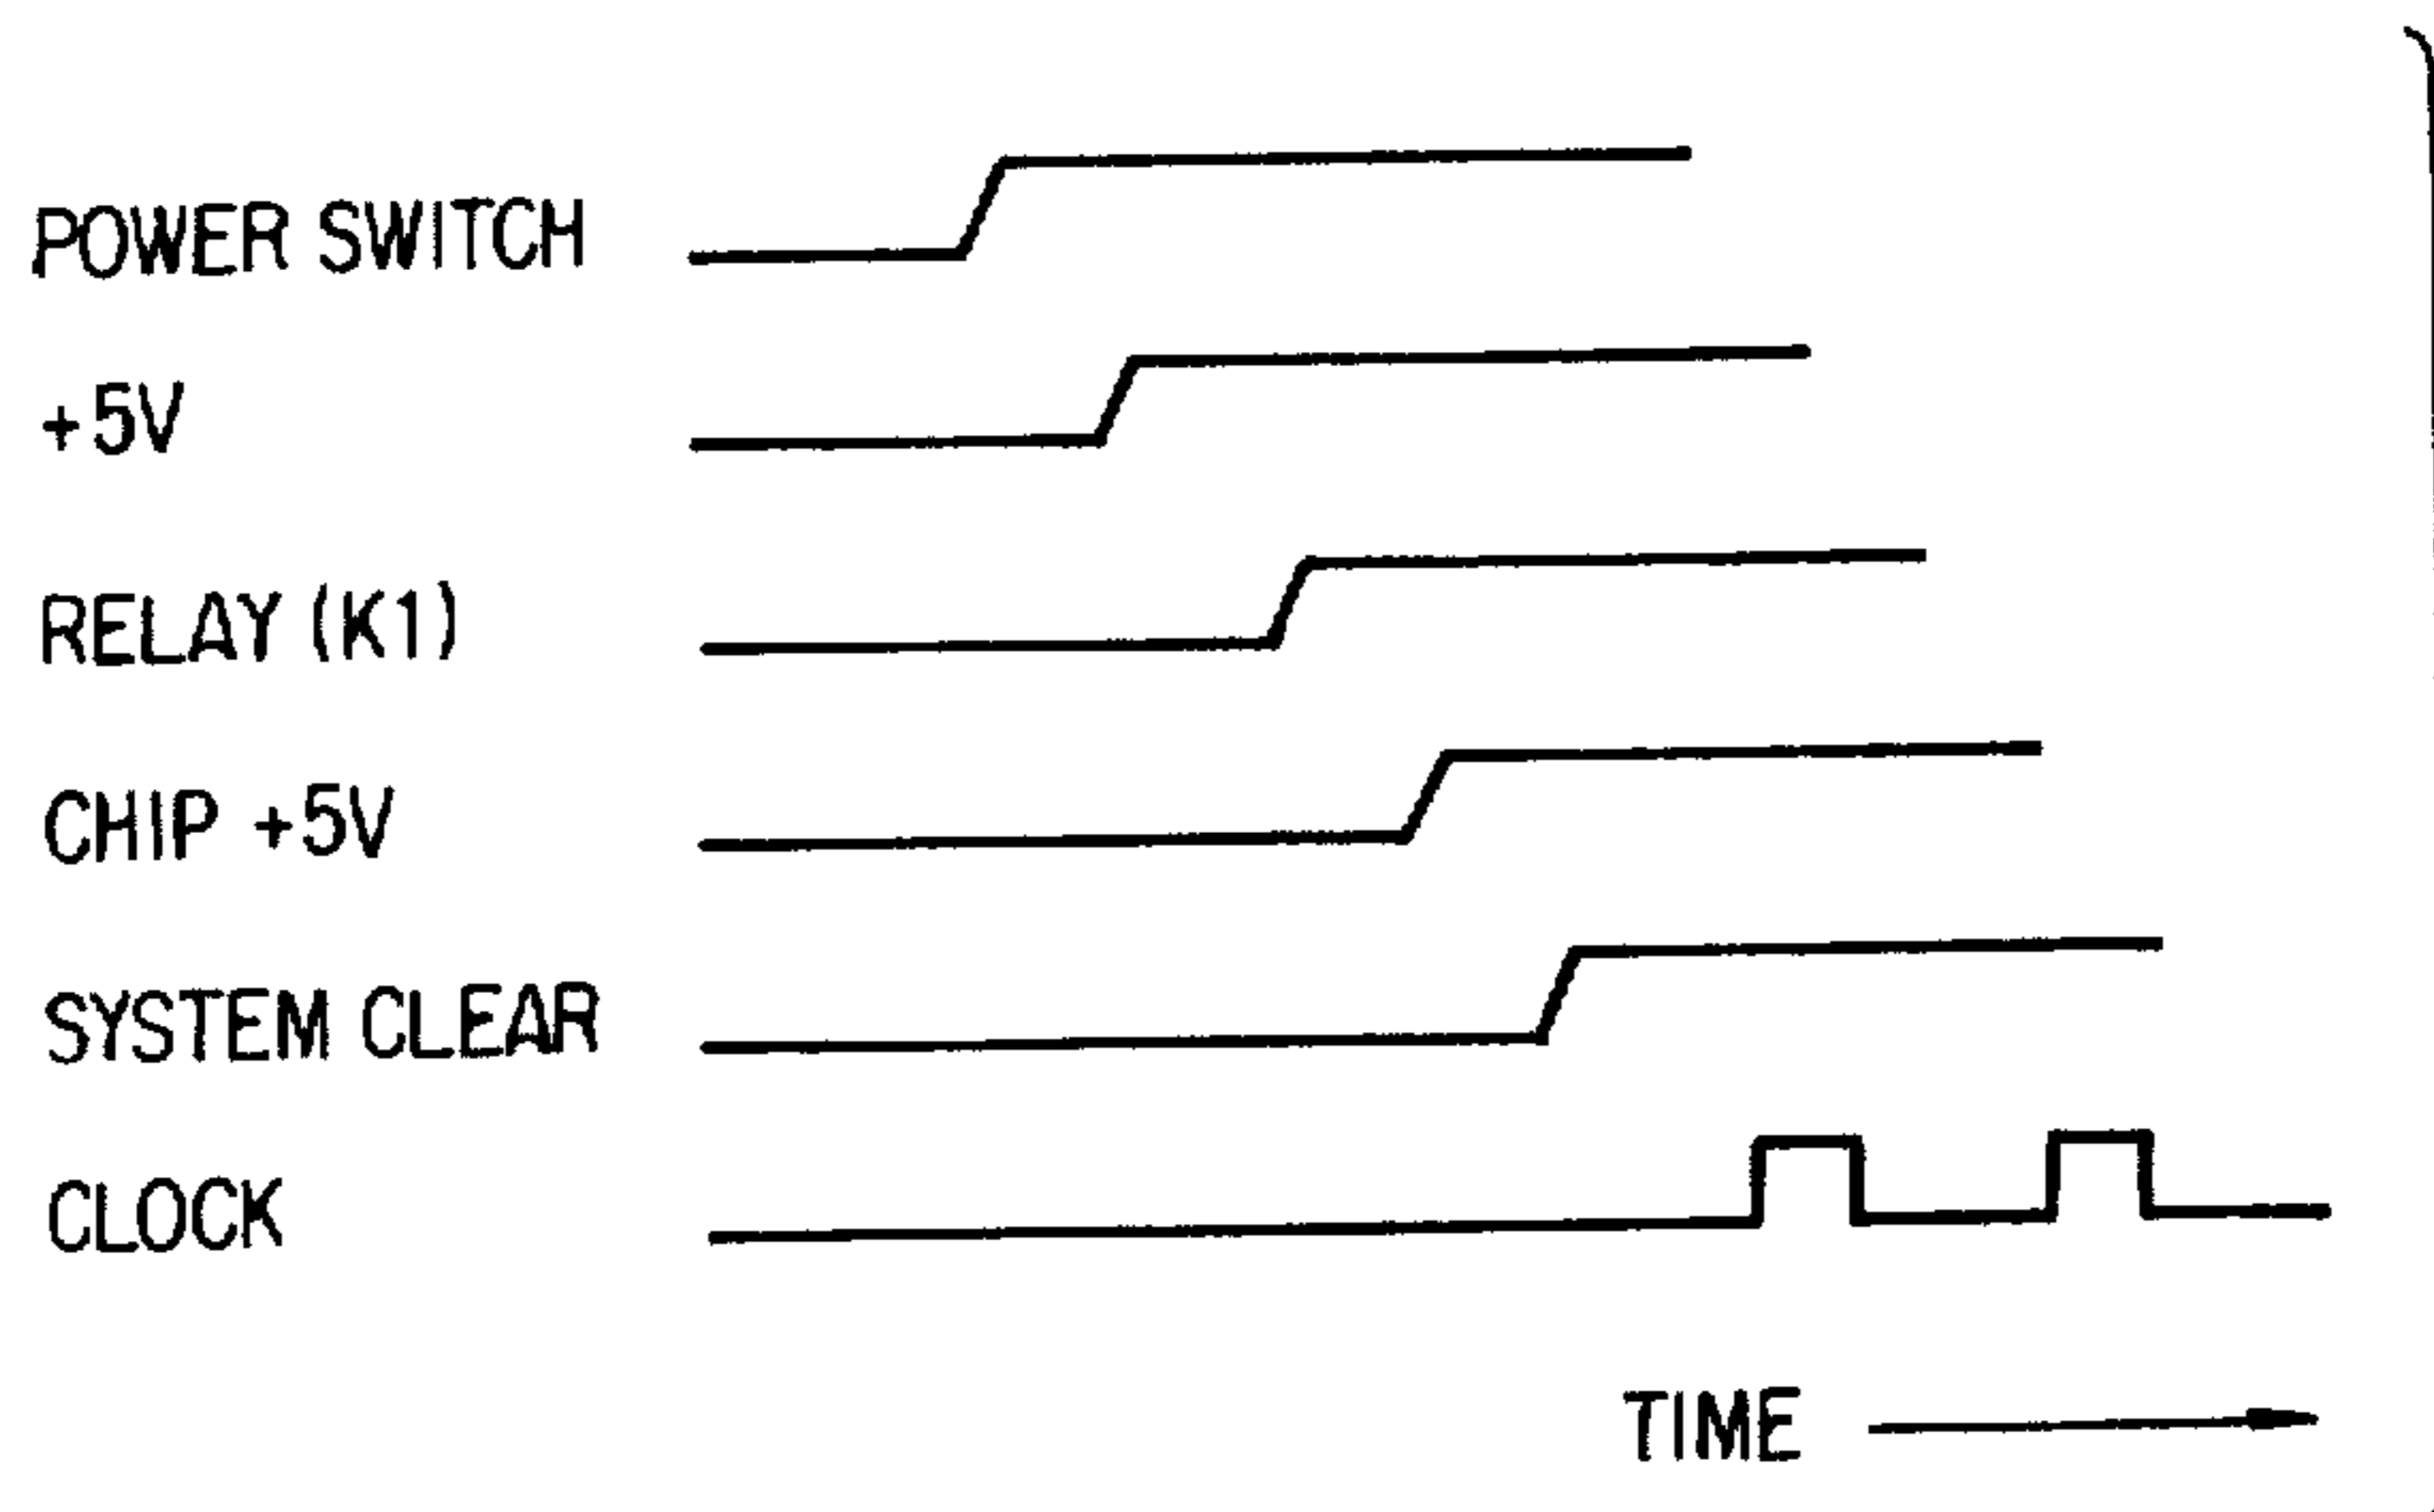 POWER SWITCH
+5V
RELAY (K1)
CHIP +5V
SYSTEM CLEAR
CLOCK
TIME